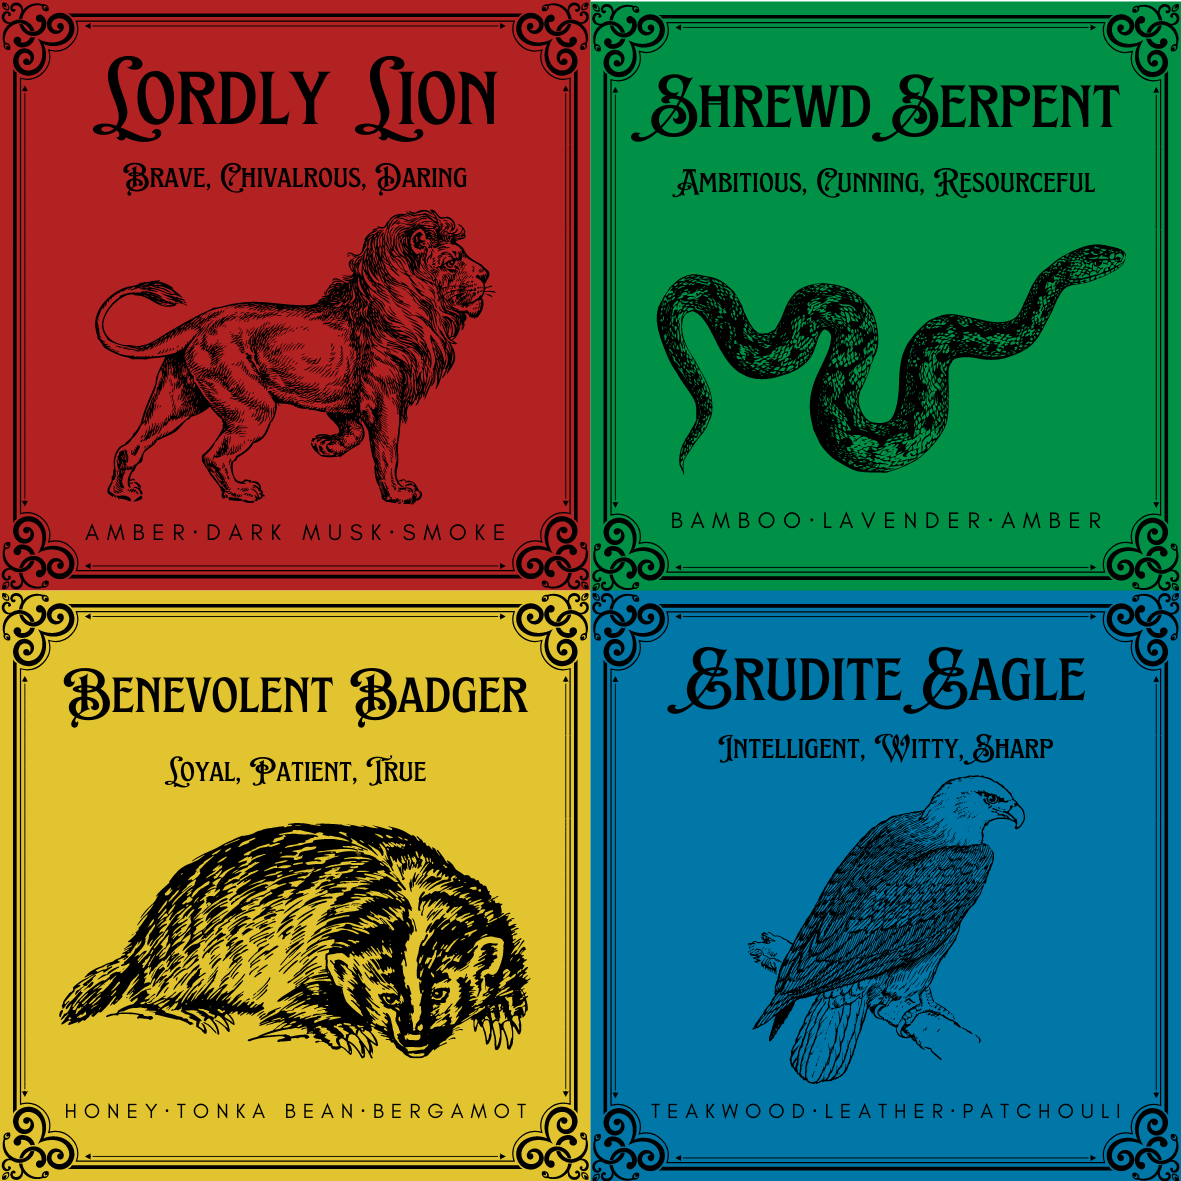 Lordly Lion
Brave, Chivalrous, Daring
AMBER·DARK MUSK·SMOKE
Shrewd Serpent
Ambitious, Cunning, Resourceful
BAMBOO·LAVENDER·AMBER
Benevolent Badger
Loyal, Patient, True
HONEY·TONKA BEAN·BERGAMOT
Erudite Eagle
Intelligent, Witty, Sharp
TEAKWOOD·LEATHER·PATCHOULI